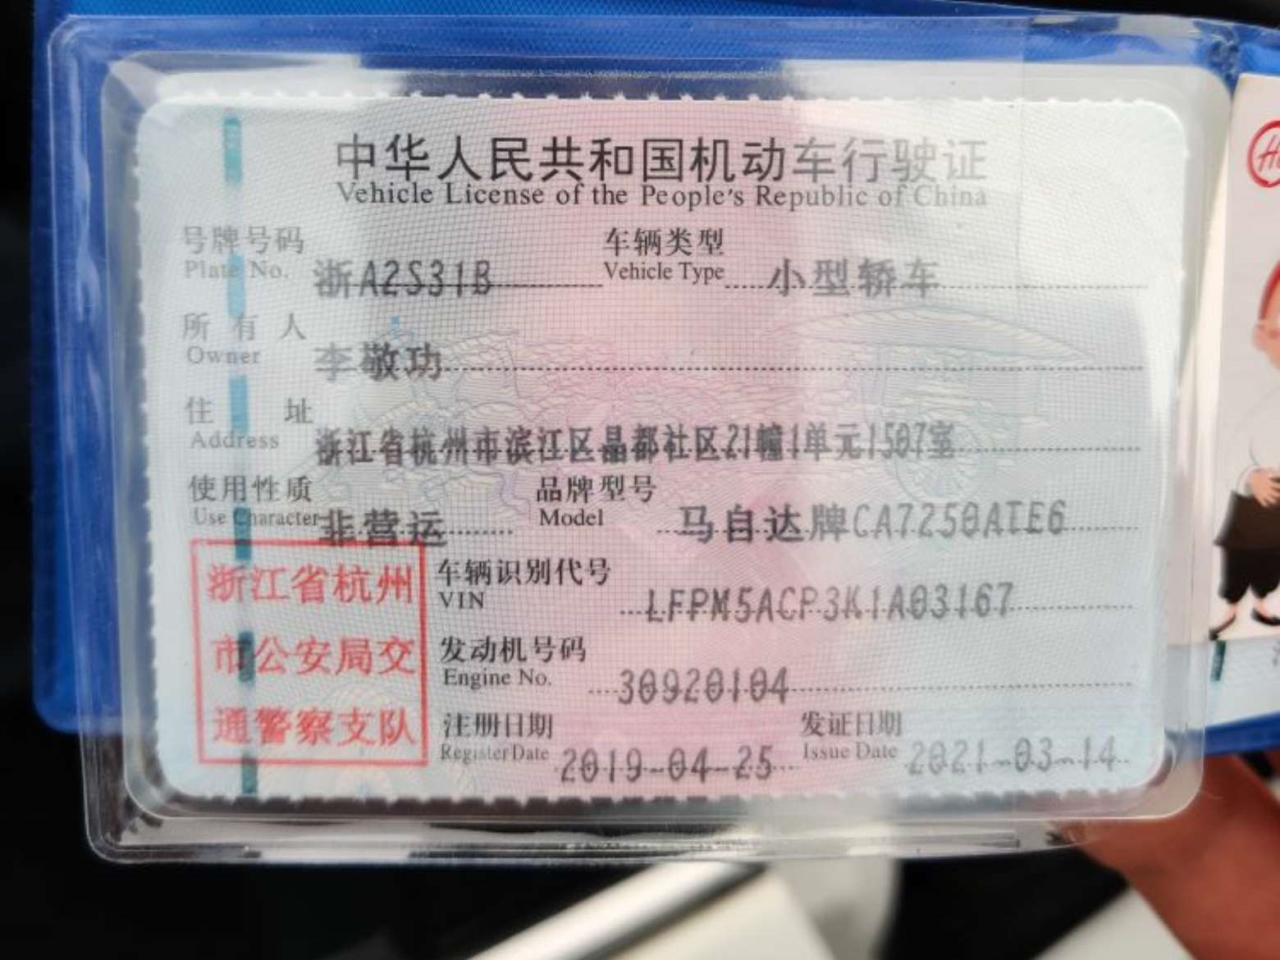 中华人民共和国机动车行驶证
Vehicle License of the People's Republic of China
号牌号码 浙A2S31B 车辆类型 小型轿车
Plate No. Vehicle Type
所有人 李敬功
Owner
住址 浙江省杭州市滨江区晶都社区21幢1单元1507室
Address
使用性质 非营运 品牌型号 马自达牌CA7250ATE6
Use Character Model
车辆识别代号 LFPM5ACP3K1A03167
VIN
发动机号码 30920104
Engine No.
注册日期 2019-04-25 发证日期 2021-03-14
Register Date Issue Date
浙江省杭州
市公安局交
通警察支队